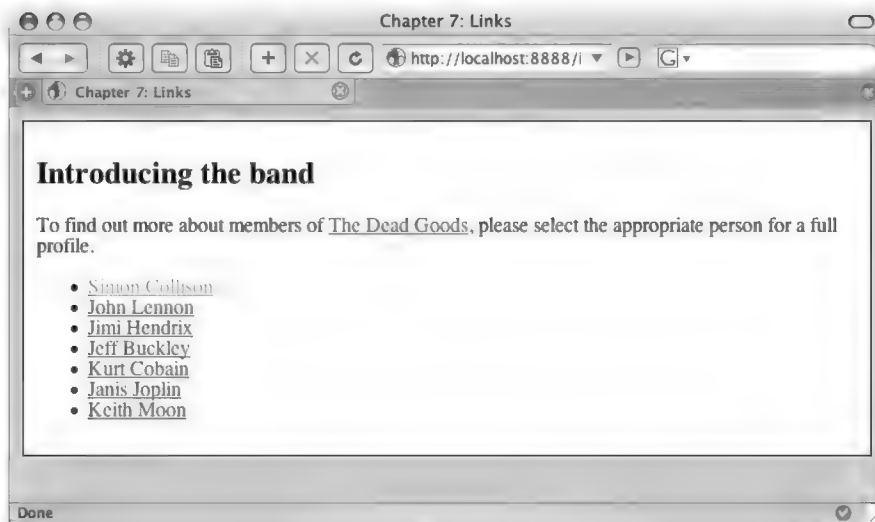 Chapter 7: Links
http://localhost:8888/i
G
Chapter 7: Links
Introducing the band
To find out more about members of The Dead Goods, please select the appropriate person for a full
profile.
Simon Collison
John Lennon
Jimi Hendrix
Jeff Buckley
Kurt Cobain
Janis Joplin
Keith Moon
Done